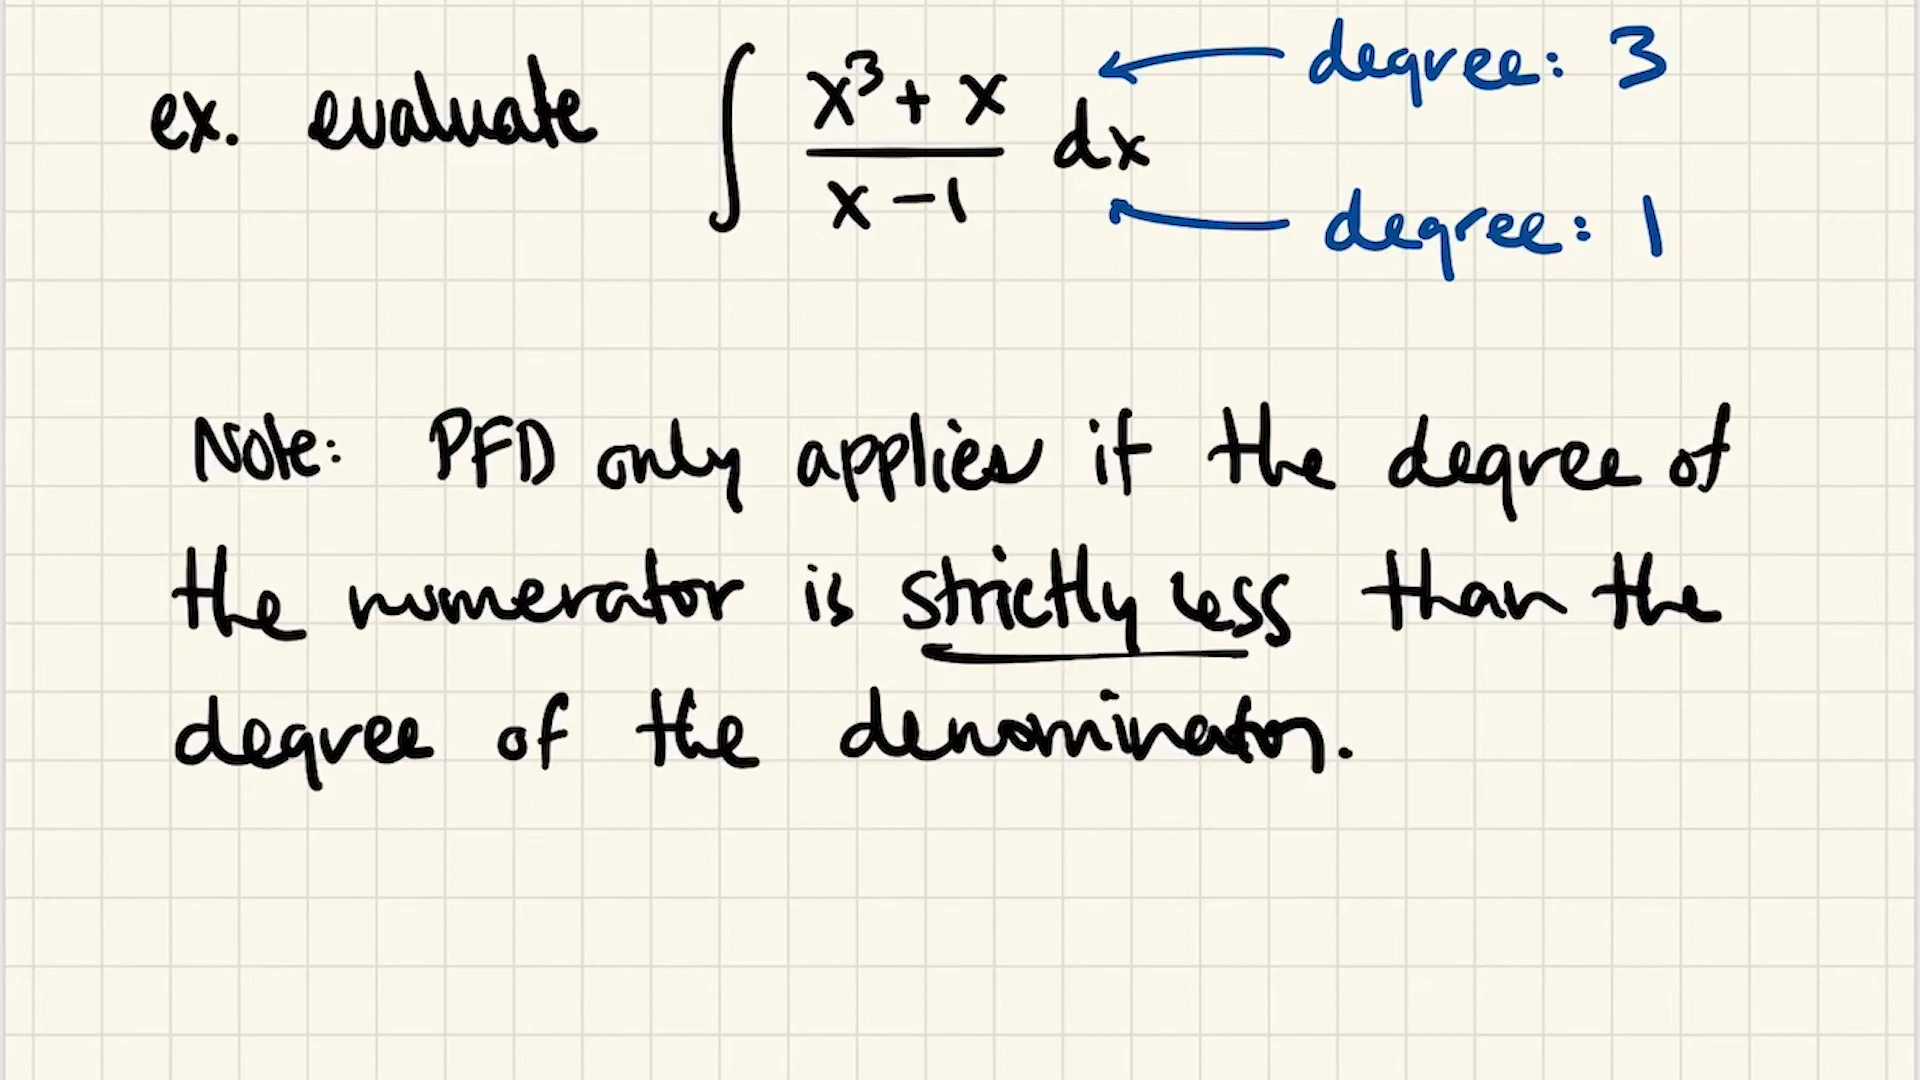 ex. evaluate ∫ (x³ + x)/(x - 1) dx
← degree: 3
← degree: 1
Note: PFD only applies if the degree of
the numerator is strictly less than the
degree of the denominator.